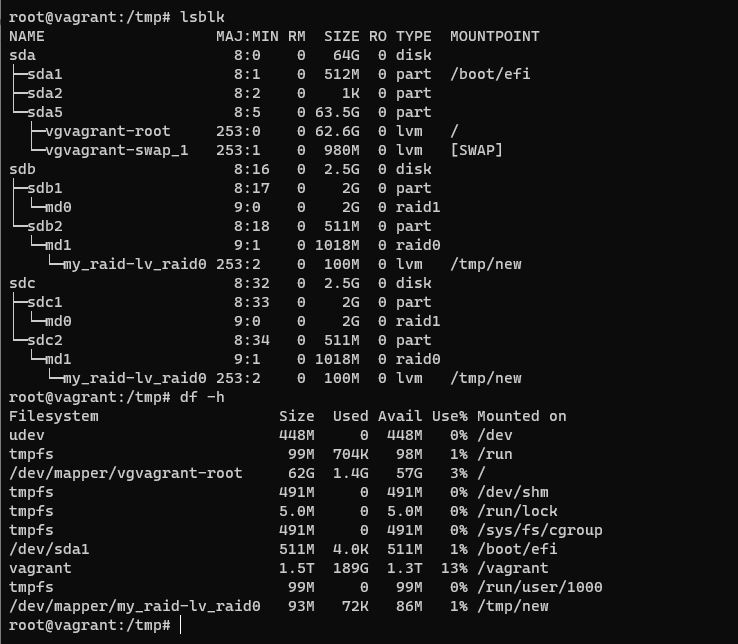 root@vagrant:/tmp# lsblk
NAME                   MAJ:MIN RM  SIZE RO TYPE  MOUNTPOINT
sda                      8:0    0   64G  0 disk
├─sda1                   8:1    0  512M  0 part  /boot/efi
├─sda2                   8:2    0    1K  0 part
└─sda5                   8:5    0 63.5G  0 part
  ├─vgvagrant-root     253:0    0 62.6G  0 lvm   /
  └─vgvagrant-swap_1   253:1    0  980M  0 lvm   [SWAP]
sdb                      8:16   0  2.5G  0 disk
├─sdb1                   8:17   0    2G  0 part
│ └─md0                  9:0    0    2G  0 raid1
└─sdb2                   8:18   0  511M  0 part
  └─md1                  9:1    0 1018M  0 raid0
    └─my_raid-lv_raid0 253:2    0  100M  0 lvm   /tmp/new
sdc                      8:32   0  2.5G  0 disk
├─sdc1                   8:33   0    2G  0 part
│ └─md0                  9:0    0    2G  0 raid1
└─sdc2                   8:34   0  511M  0 part
  └─md1                  9:1    0 1018M  0 raid0
    └─my_raid-lv_raid0 253:2    0  100M  0 lvm   /tmp/new
root@vagrant:/tmp# df -h
Filesystem                    Size  Used Avail Use% Mounted on
udev                          448M     0  448M   0% /dev
tmpfs                          99M  704K   98M   1% /run
/dev/mapper/vgvagrant-root     62G  1.4G   57G   3% /
tmpfs                         491M     0  491M   0% /dev/shm
tmpfs                         5.0M     0  5.0M   0% /run/lock
tmpfs                         491M     0  491M   0% /sys/fs/cgroup
/dev/sda1                     511M  4.0K  511M   1% /boot/efi
vagrant                       1.5T  189G  1.3T  13% /vagrant
tmpfs                          99M     0   99M   0% /run/user/1000
/dev/mapper/my_raid-lv_raid0   93M   72K   86M   1% /tmp/new
root@vagrant:/tmp#